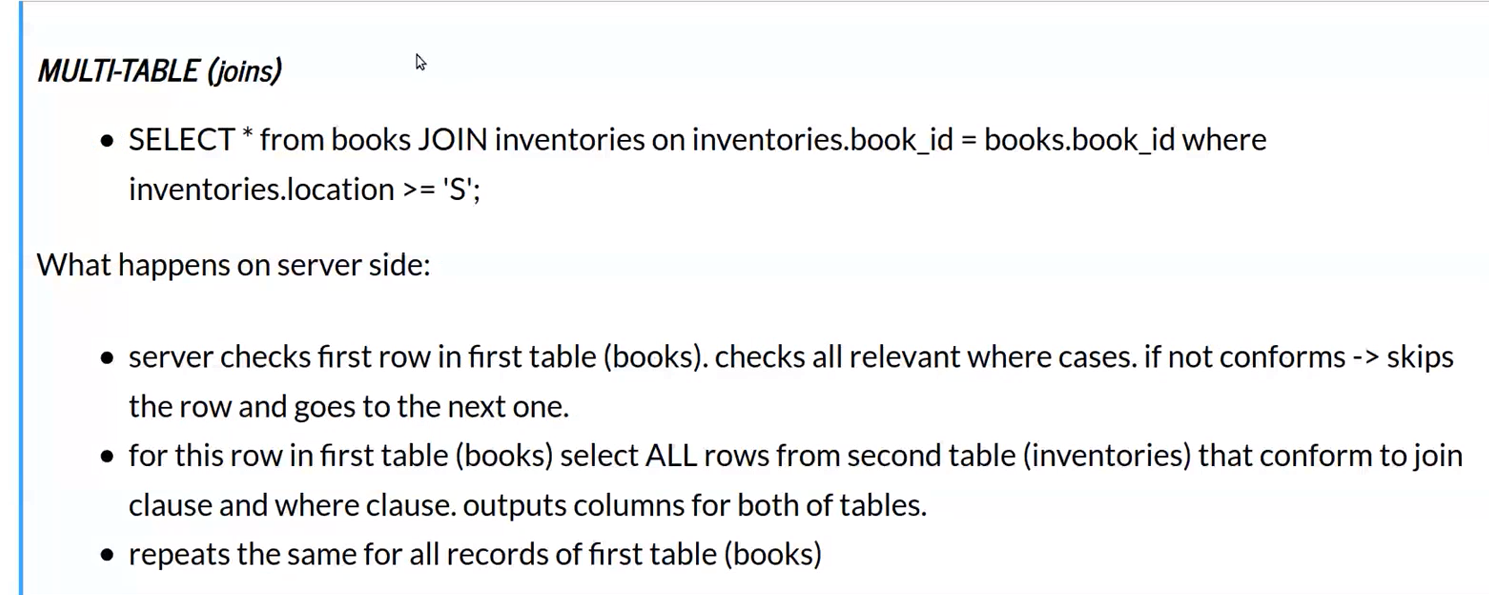 MULTI-TABLE (joins)
• SELECT * from books JOIN inventories on inventories.book_id = books.book_id where
inventories.location >= 'S';
What happens on server side:
• server checks first row in first table (books). checks all relevant where cases. if not conforms -> skips
the row and goes to the next one.
• for this row in first table (books) select ALL rows from second table (inventories) that conform to join
clause and where clause. outputs columns for both of tables.
• repeats the same for all records of first table (books)